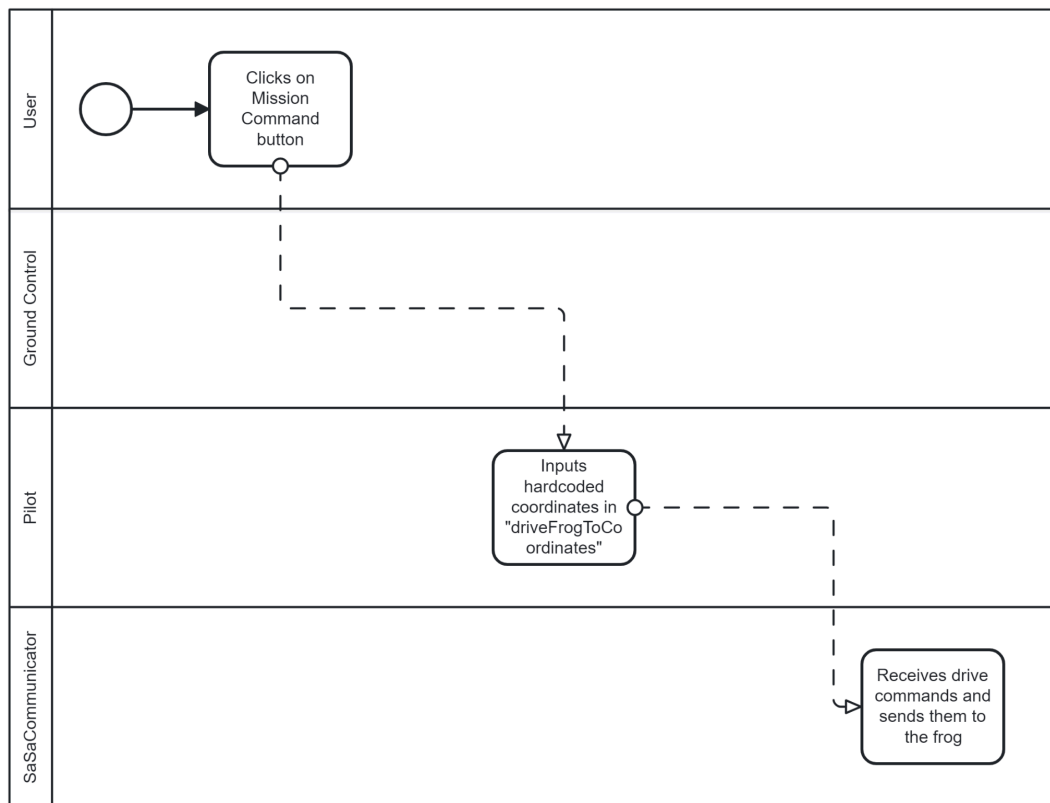 User
Clicks on
Mission
Command
button
Ground Control
Pilot
Inputs
hardcoded
coordinates in
"driveFrogToCo
ordinates"
SaSaCommunicator
Receives drive
commands and
sends them to
the frog